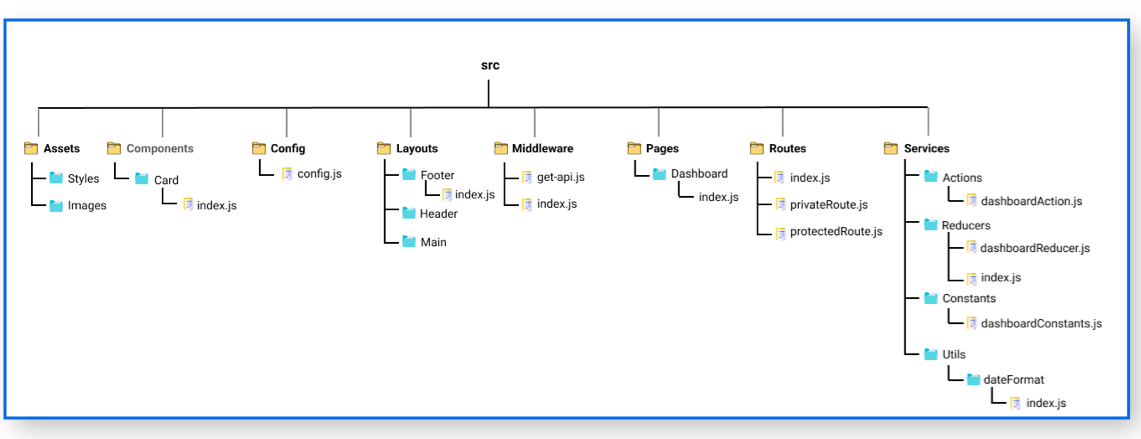 src
Assets
Styles
Images
Components
Card
index.js
Config
config.js
Layouts
Footer
index.js
Header
Main
Middleware
get-api.js
index.js
Pages
Dashboard
index.js
Routes
index.js
privateRoute.js
protectedRoute.js
Services
Actions
dashboardAction.js
Reducers
dashboardReducer.js
index.js
Constants
dashboardConstants.js
Utils
dateFormat
index.js